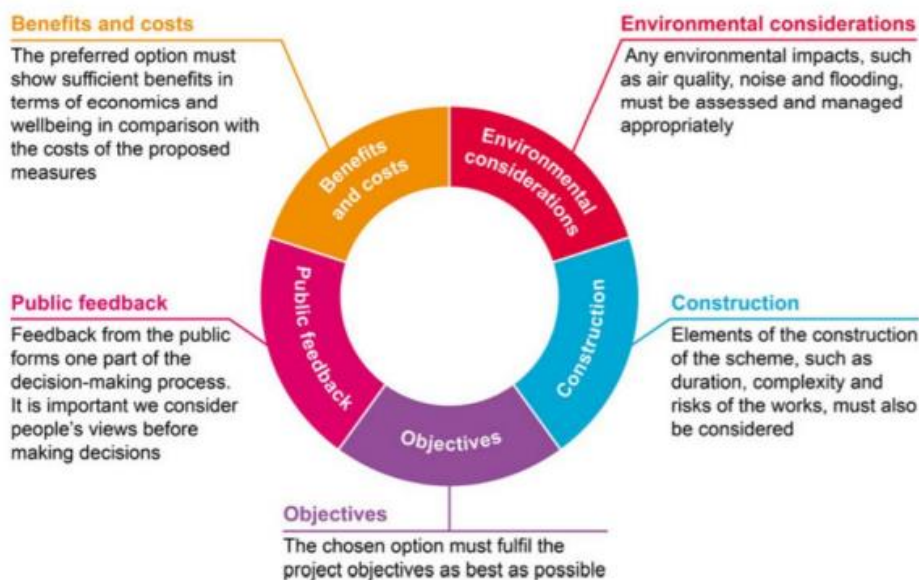 Benefits and costs
The preferred option must
show sufficient benefits in
terms of economics and
wellbeing in comparison with
the costs of the proposed
measures
Environmental considerations
Any environmental impacts, such
as air quality, noise and flooding,
must be assessed and managed
appropriately
Benefits
and costs
Environmental
considerations
Public feedback
Construction
Objectives
Public feedback
Feedback from the public
forms one part of the
decision-making process.
It is important we consider
people's views before
making decisions
Construction
Elements of the construction
of the scheme, such as
duration, complexity and
risks of the works, must also
be considered
Objectives
The chosen option must fulfil the
project objectives as best as possible